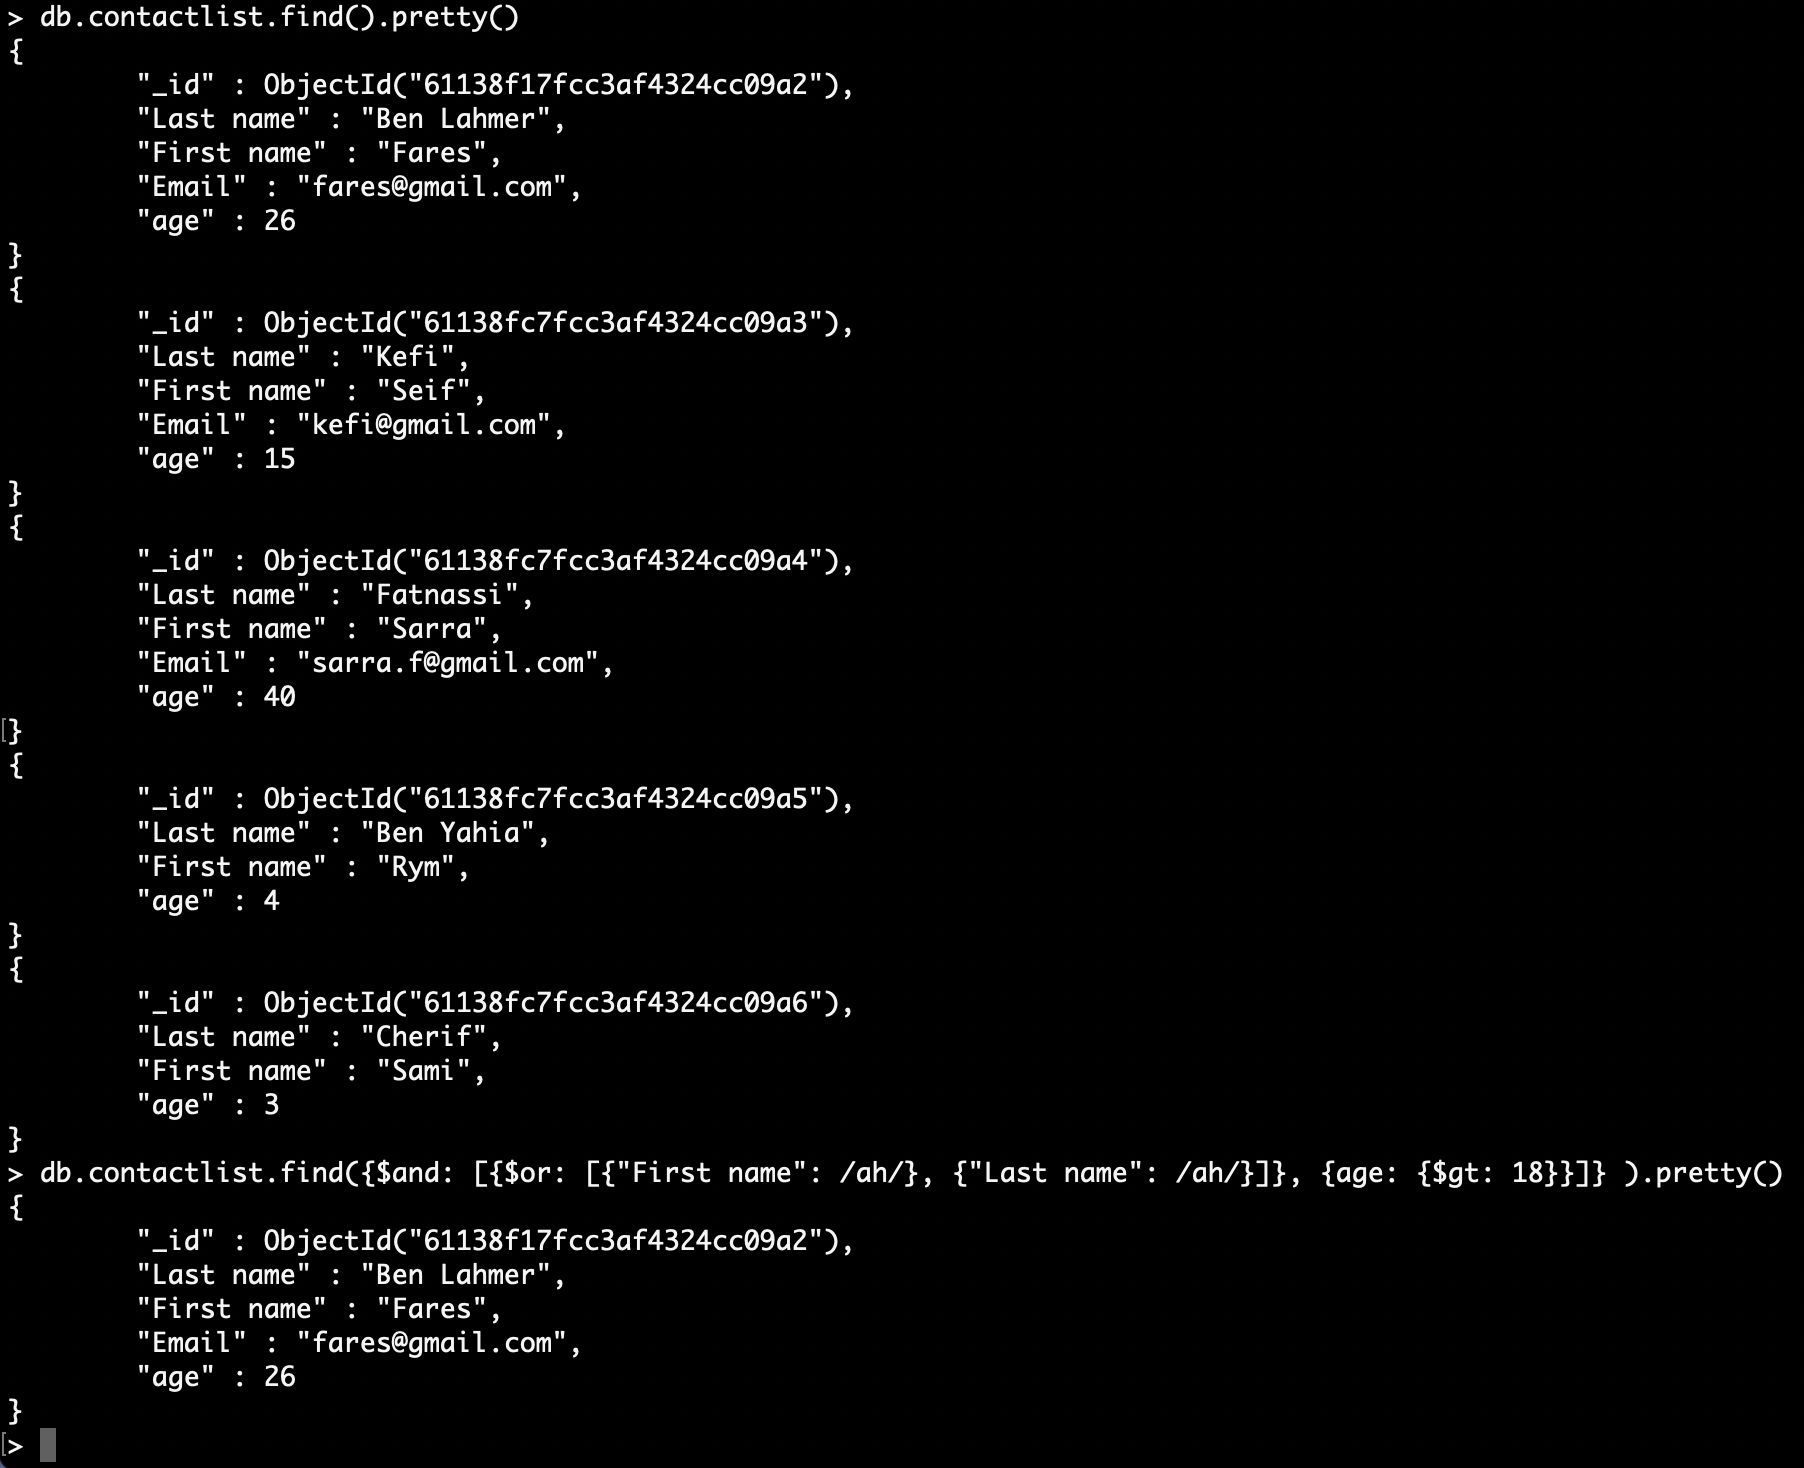 > db.contactlist.find().pretty()
{
        "_id" : ObjectId("61138f17fcc3af4324cc09a2"),
        "Last name" : "Ben Lahmer",
        "First name" : "Fares",
        "Email" : "fares@gmail.com",
        "age" : 26
}
{
        "_id" : ObjectId("61138fc7fcc3af4324cc09a3"),
        "Last name" : "Kefi",
        "First name" : "Seif",
        "Email" : "kefi@gmail.com",
        "age" : 15
}
{
        "_id" : ObjectId("61138fc7fcc3af4324cc09a4"),
        "Last name" : "Fatnassi",
        "First name" : "Sarra",
        "Email" : "sarra.f@gmail.com",
        "age" : 40
[}
{
        "_id" : ObjectId("61138fc7fcc3af4324cc09a5"),
        "Last name" : "Ben Yahia",
        "First name" : "Rym",
        "age" : 4
}
{
        "_id" : ObjectId("61138fc7fcc3af4324cc09a6"),
        "Last name" : "Cherif",
        "First name" : "Sami",
        "age" : 3
}
> db.contactlist.find({$and: [{$or: [{"First name": /ah/}, {"Last name": /ah/}]}, {age: {$gt: 18}}]} ).pretty()
{
        "_id" : ObjectId("61138f17fcc3af4324cc09a2"),
        "Last name" : "Ben Lahmer",
        "First name" : "Fares",
        "Email" : "fares@gmail.com",
        "age" : 26
}
[>